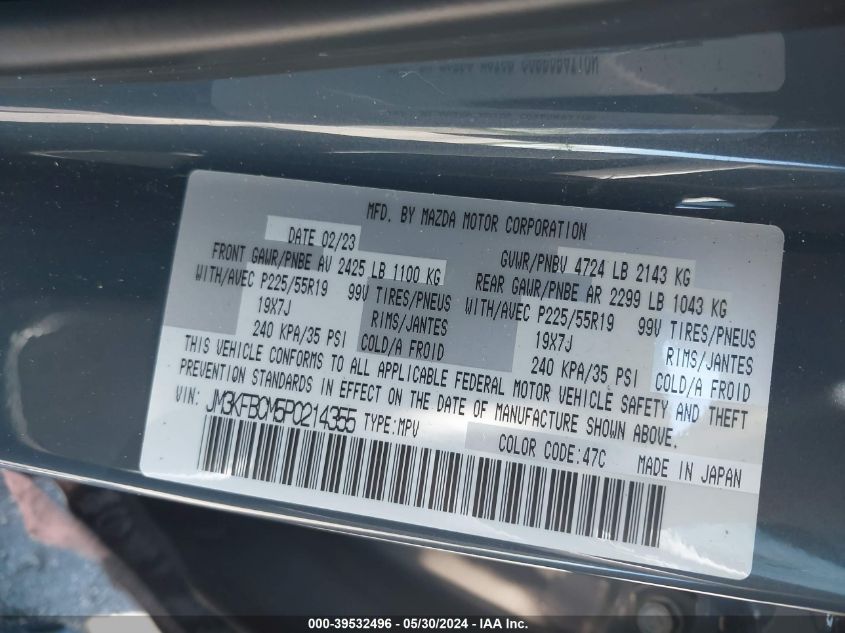 MFD. BY MAZDA MOTOR CORPORATION
DATE 02/23 GVWR/PNBV 4724 LB 2143 KG
FRONT GAWR/PNBE AV 2425 LB 1100 KG REAR GAWR/PNBE AR 2299 LB 1043 KG
WITH/AVEC P225/55R19 99V TIRES/PNEUS WITH/AVEC P225/55R19 99V TIRES/PNEUS
19X7J RIMS/JANTES 19X7J RIMS/JANTES
240 KPA/35 PSI COLD/A FROID 240 KPA/35 PSI COLD/A FROID
THIS VEHICLE CONFORMS TO ALL APPLICABLE FEDERAL MOTOR VEHICLE SAFETY AND THEFT
PREVENTION STANDARDS IN EFFECT ON THE DATE OF MANUFACTURE SHOWN ABOVE.
VIN: JM3KFBCM5P0214355 TYPE:MPV
COLOR CODE:47C MADE IN JAPAN
000-39532496 - 05/30/2024 - IAA Inc.